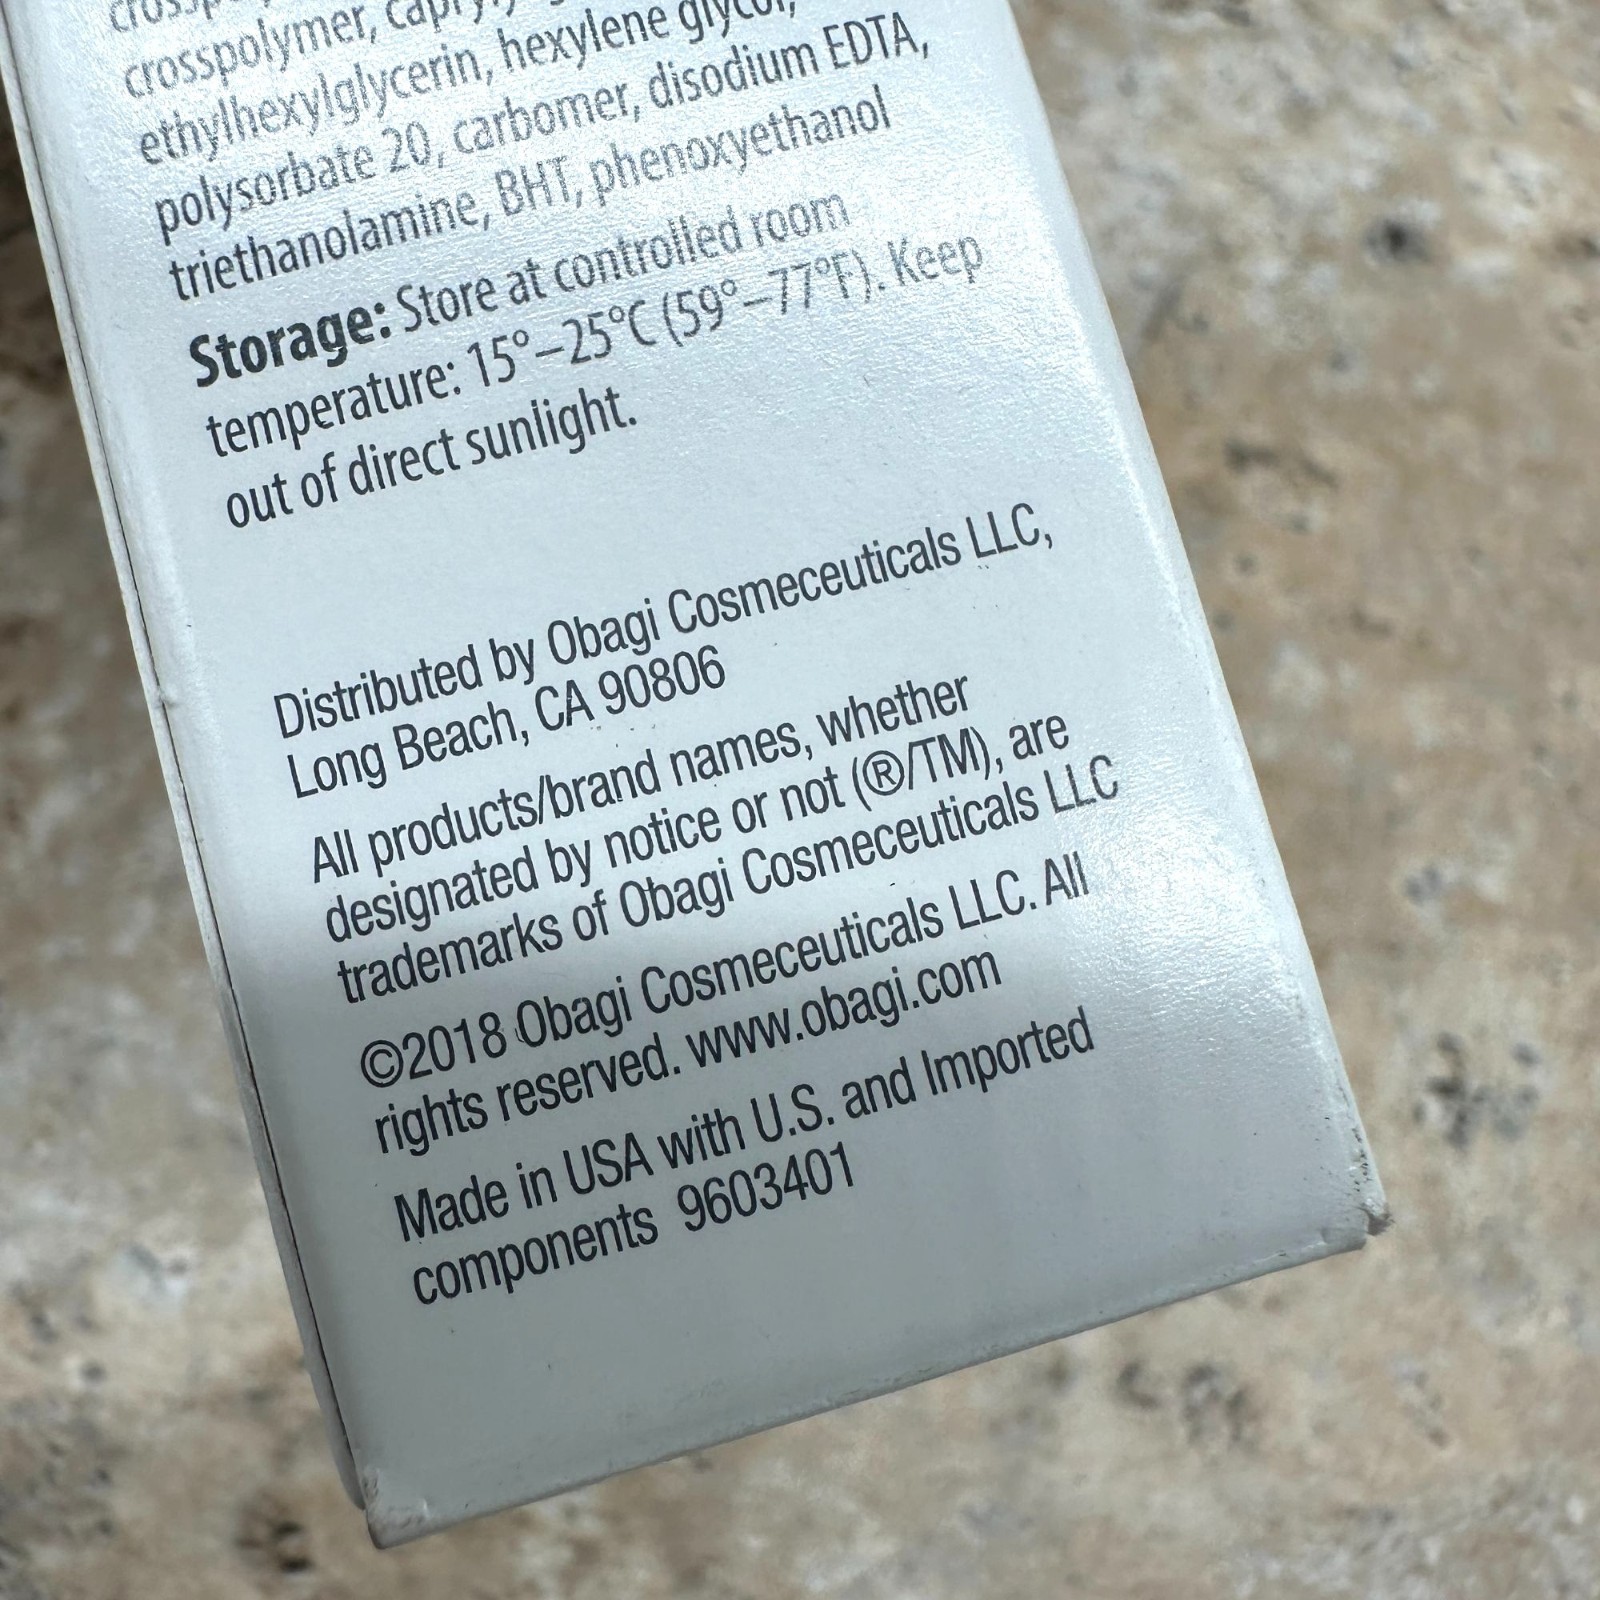 crosspolymer, caprylyl
ethylhexylglycerin, hexylene glycol,
polysorbate 20, carbomer, disodium EDTA,
triethanolamine, BHT, phenoxyethanol
Storage: Store at controlled room
temperature: 15°–25°C (59°–77°F). Keep
out of direct sunlight.
Distributed by Obagi Cosmeceuticals LLC,
Long Beach, CA 90806
All products/brand names, whether
designated by notice or not (®/TM), are
trademarks of Obagi Cosmeceuticals LLC
©2018 Obagi Cosmeceuticals LLC. All
rights reserved. www.obagi.com
Made in USA with U.S. and Imported
components 9603401